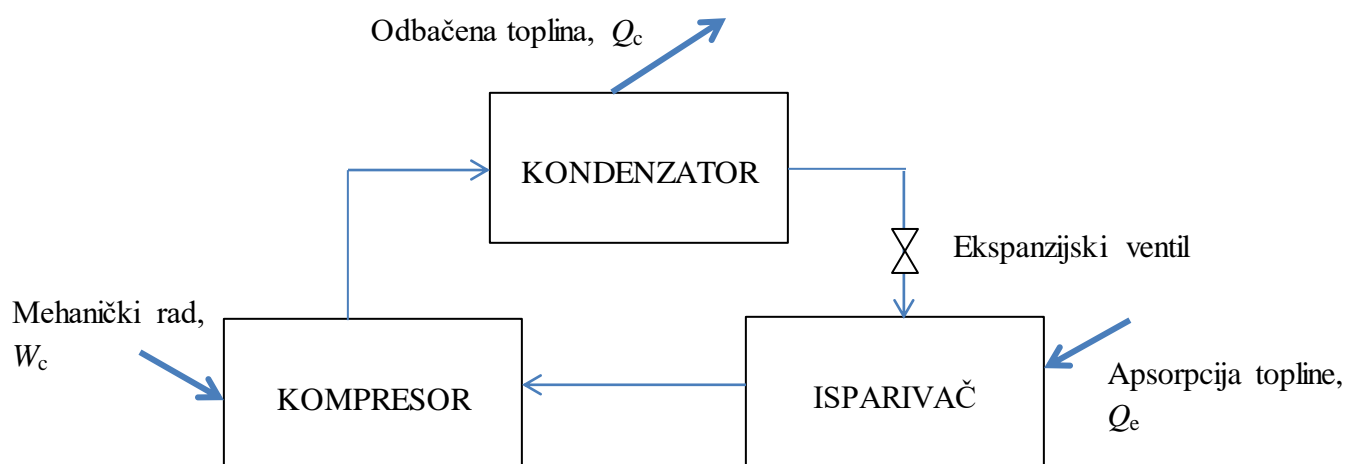 Odbačena toplina, Qc
KONDENZATOR
Ekspanzijski ventil
Mehanički rad,
Wc
KOMPRESOR
ISPARIVAČ
Apsorpcija topline,
Qe